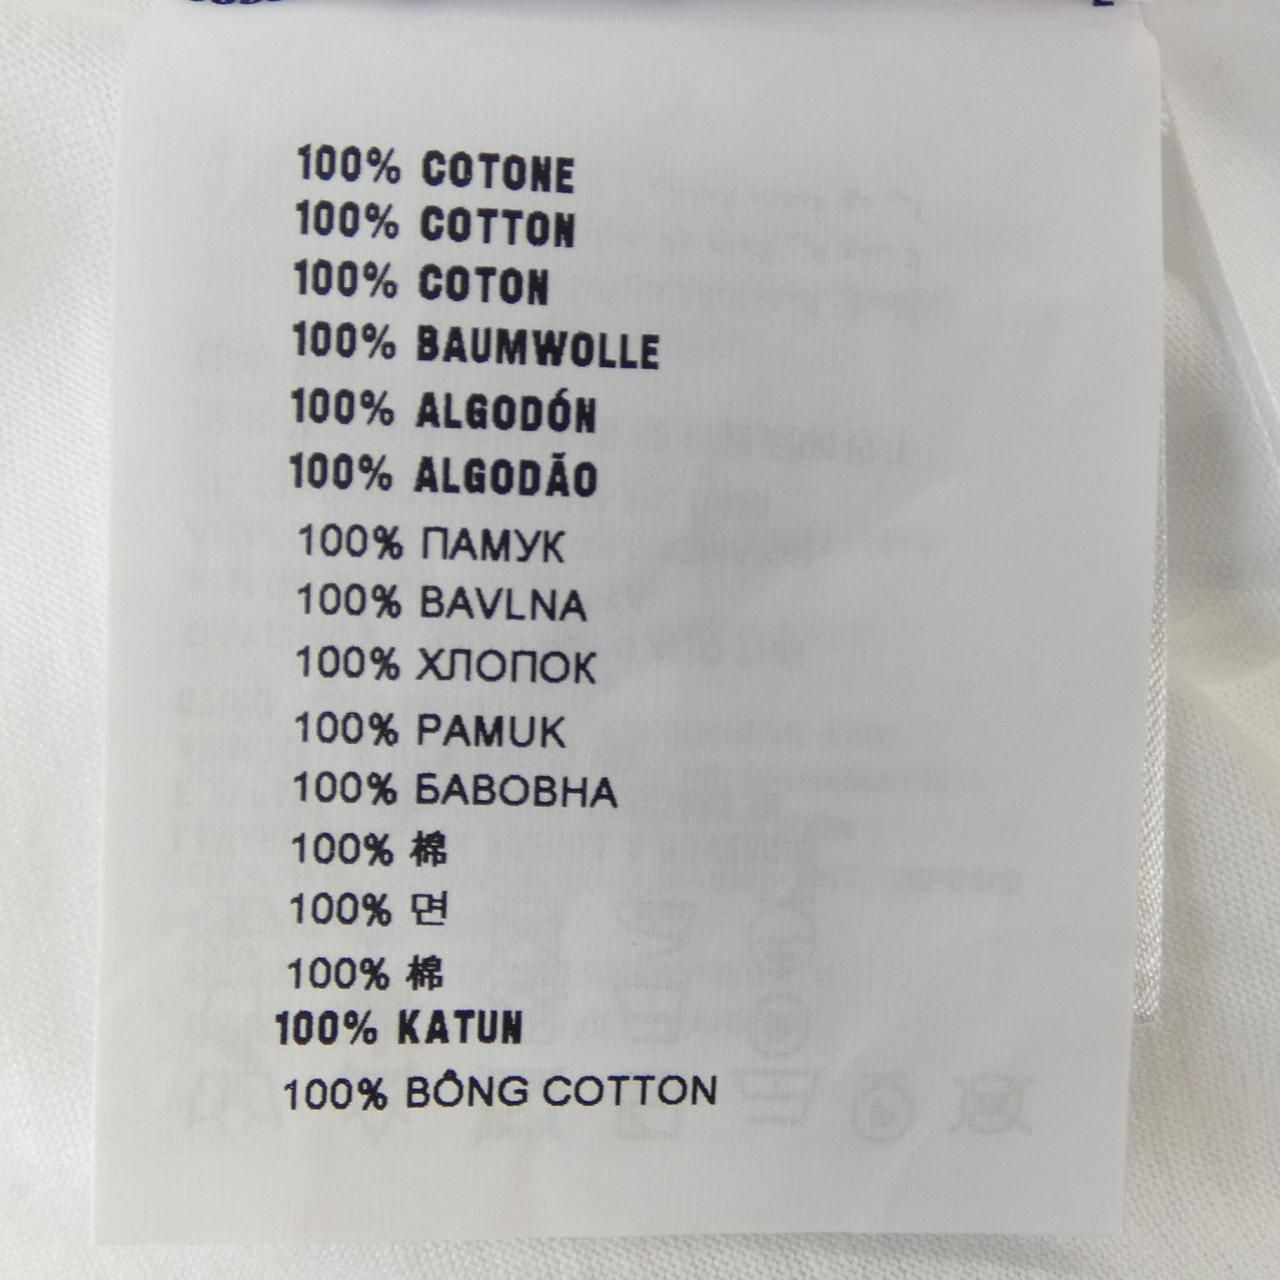 100% COTONE
100% COTTON
100% COTON
100% BAUMWOLLE
100% ALGODÓN
100% ALGODÃO
100% ПАМУК
100% BAVLNA
100% ХЛОПОК
100% PAMUK
100% БАВОВНА
100% 棉
100% 면
100% 棉
100% KATUN
100% BÔNG COTTON